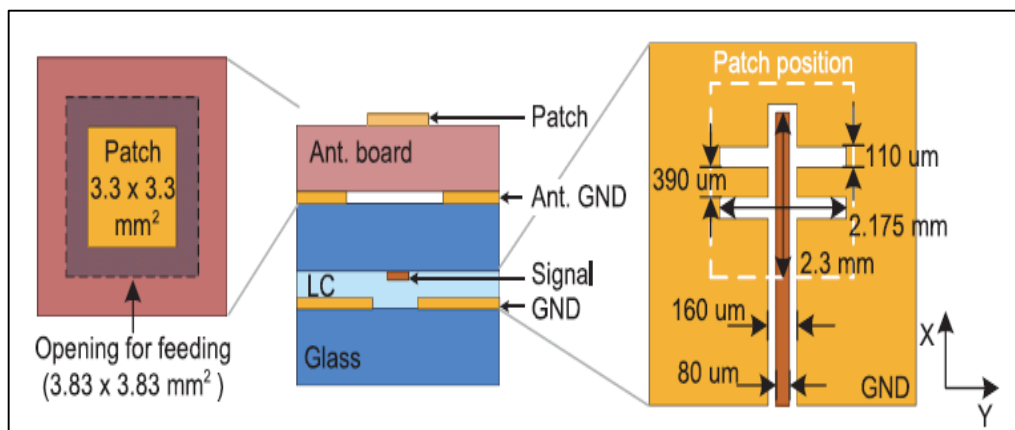 Patch
3.3 x 3.3
mm²
Opening for feeding
(3.83 x 3.83 mm² )
Patch
Ant. board
Ant. GND
Signal
LC
GND
Glass
Patch position
110 um
390 um
2.175 mm
2.3 mm
160 um
80 um
GND
X
Y